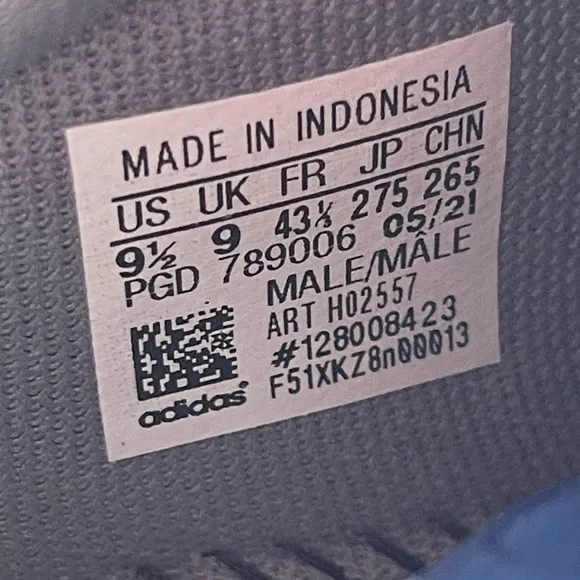 MADE IN INDONESIA
US UK FR JP CHN
9½ 9 43⅓ 275 265
PGD 789006 05/21
MALE/MÂLE
ART H02557
#128008423
F51XKZ8n00013
adidas®